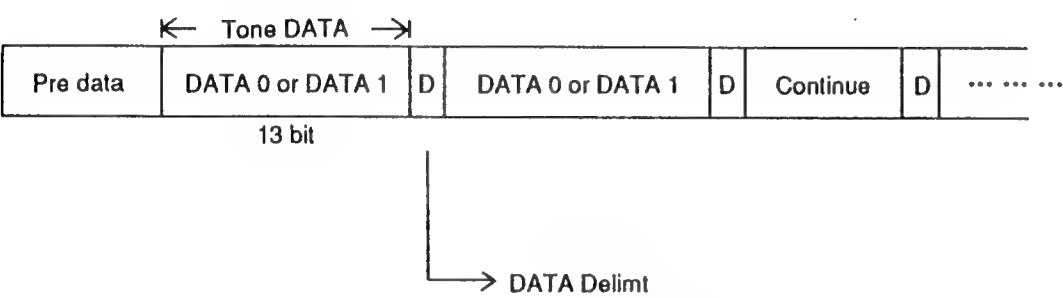 Tone DATA
Pre data DATA 0 or DATA 1 D DATA 0 or DATA 1 D Continue D ... ... ...
13 bit
DATA Delimt